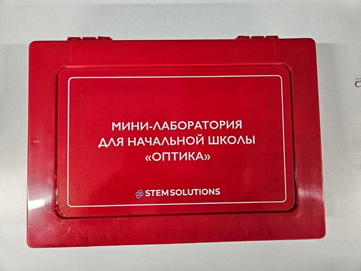 МИНИ-ЛАБОРАТОРИЯ
ДЛЯ НАЧАЛЬНОЙ ШКОЛЫ
«ОПТИКА»
STEM SOLUTIONS